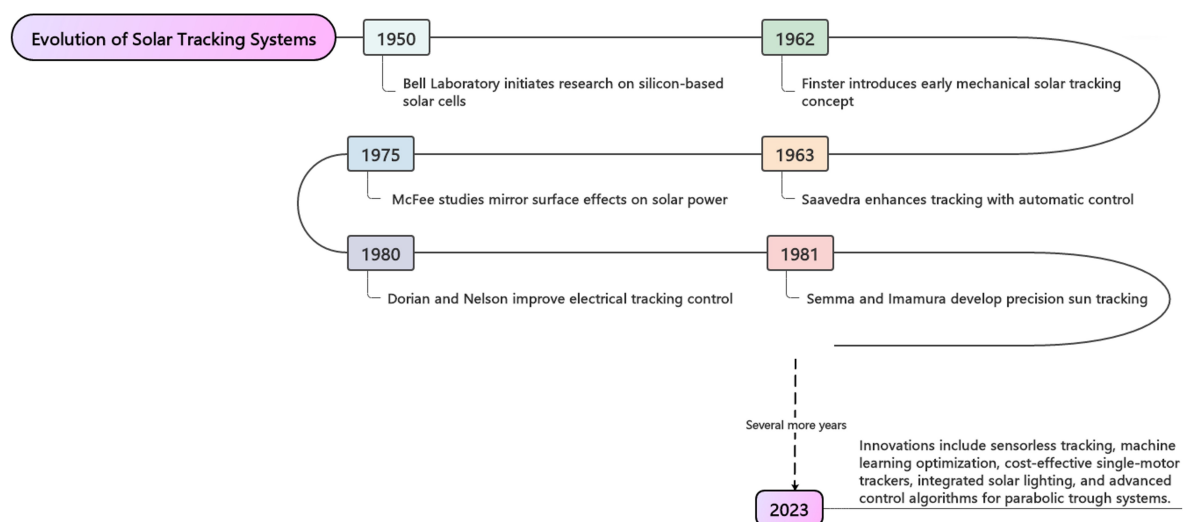 Evolution of Solar Tracking Systems
1950
1962
Bell Laboratory initiates research on silicon-based
solar cells
Finster introduces early mechanical solar tracking
concept
1975
1963
McFee studies mirror surface effects on solar power
Saavedra enhances tracking with automatic control
1980
1981
Dorian and Nelson improve electrical tracking control
Semma and Imamura develop precision sun tracking
Several more years
Innovations include sensorless tracking, machine
learning optimization, cost-effective single-motor
trackers, integrated solar lighting, and advanced
control algorithms for parabolic trough systems.
2023